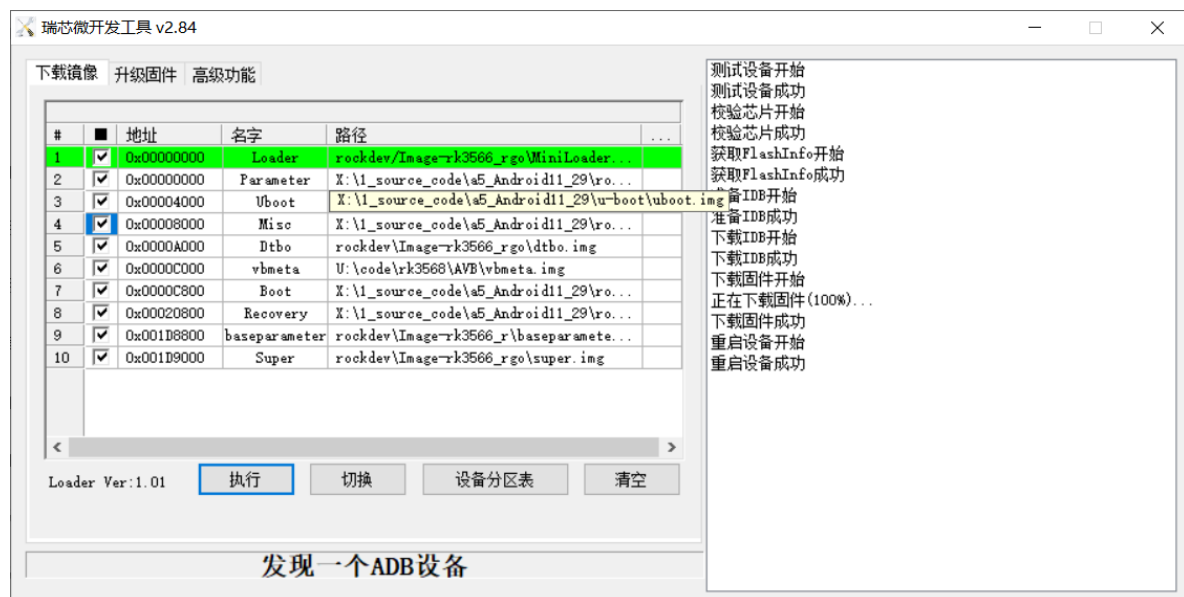 瑞芯微开发工具 v2.84
下载镜像 升级固件 高级功能
# 地址 名字 路径 ...
1 0x00000000 Loader rockdev/Image-rk3566_rgo\MiniLoader...
2 0x00000000 Parameter X:\1_source_code\a5_Android11_29\ro...
3 0x00004000 Uboot X:\1_source_code\a5_Android11_29\u-boot\uboot.img
4 0x00008000 Misc X:\1_source_code\a5_Android11_29\ro...
5 0x0000A000 Dtbo rockdev\Image-rk3566_rgo\dtbo.img
6 0x0000C000 vbmeta U:\code\rk3568\AVB\vbmeta.img
7 0x0000C800 Boot X:\1_source_code\a5_Android11_29\ro...
8 0x00020800 Recovery X:\1_source_code\a5_Android11_29\ro...
9 0x001D8800 baseparameter rockdev\Image-rk3566_r\baseparamete...
10 0x001D9000 Super rockdev\Image-rk3566_rgo\super.img
Loader Ver:1.01 执行 切换 设备分区表 清空
发现一个ADB设备
测试设备开始
测试设备成功
校验芯片开始
校验芯片成功
获取FlashInfo开始
获取FlashInfo成功
备IDB开始
准备IDB成功
下载IDB开始
下载IDB成功
下载固件开始
正在下载固件(100%)...
下载固件成功
重启设备开始
重启设备成功